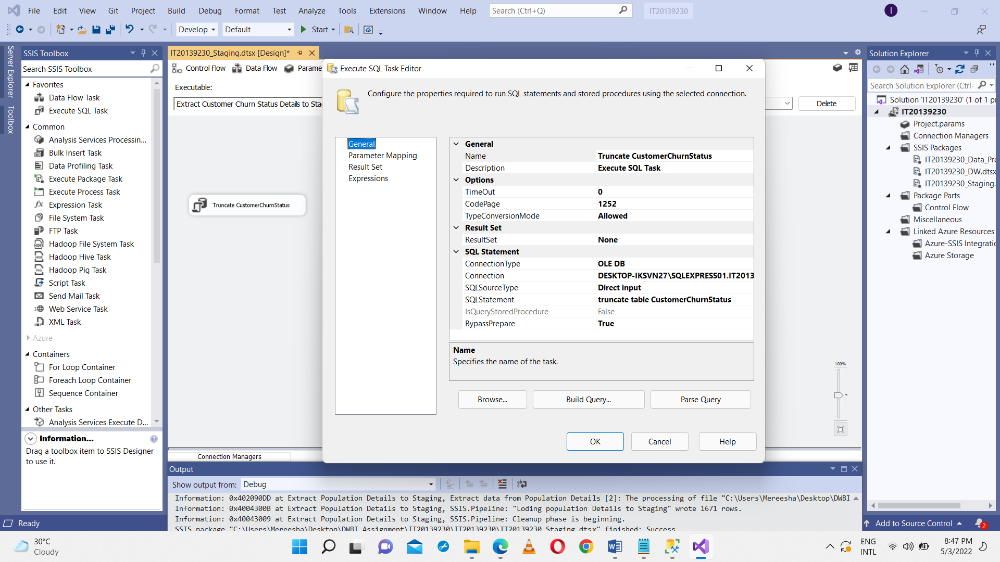 File Edit View Git Project Build Debug Format Test Analyze Tools Extensions Window Help Search (Ctrl+Q) IT20139230 I
Develop Default Start
Server Explorer
Toolbox
SSIS Toolbox
Search SSIS Toolbox
Favorites
Data Flow Task
Execute SQL Task
Common
Analysis Services Processin...
Bulk Insert Task
Data Profiling Task
Execute Package Task
Execute Process Task
Expression Task
File System Task
FTP Task
Hadoop File System Task
Hadoop Hive Task
Hadoop Pig Task
Script Task
Send Mail Task
Web Service Task
XML Task
Azure
Containers
For Loop Container
Foreach Loop Container
Sequence Container
Other Tasks
Analysis Services Execute D...
Information...
Drag a toolbox item to SSIS Designer
to use it.
IT20139230_Staging.dtsx [Design]*
Control Flow Data Flow Parame
Executable:
Extract Customer Churn Status Details to Sta
Delete
Truncate CustomerChurnStatus
100%
Connection Managers
Execute SQL Task Editor
Configure the properties required to run SQL statements and stored procedures using the selected connection.
General
Parameter Mapping
Result Set
Expressions
General
Name Truncate CustomerChurnStatus
Description Execute SQL Task
Options
TimeOut 0
CodePage 1252
TypeConversionMode Allowed
Result Set
ResultSet None
SQL Statement
ConnectionType OLE DB
Connection DESKTOP-IKSVN27\SQLEXPRESS01.IT2013
SQLSourceType Direct input
SQLStatement truncate table CustomerChurnStatus
IsQueryStoredProcedure False
BypassPrepare True
Name
Specifies the name of the task.
Browse... Build Query... Parse Query
OK Cancel Help
Output
Show output from: Debug
Information: 0x402090DD at Extract Population Details to Staging, Extract data from Population Details [2]: The processing of file "C:\Users\Mereesha\Desktop\DWBI
Information: 0x4004300B at Extract Population Details to Staging, SSIS.Pipeline: "Loding population Details to Staging" wrote 1671 rows.
Information: 0x40043009 at Extract Population Details to Staging, SSIS.Pipeline: Cleanup phase is beginning.
SSIS package "C:\Users\Mereesha\Desktop\DWBI Assignment\IT20139230\IT20139230\IT20139230_Staging.dtsx" finished: Success.
Solution Explorer
Search Solution Explorer (Ctrl-
Solution 'IT20139230' (1 of 1 pr
IT20139230
Project.params
Connection Managers
SSIS Packages
IT20139230_Data_Pro
IT20139230_DW.dtsx
IT20139230_Staging.
Package Parts
Control Flow
Miscellaneous
Linked Azure Resources
Azure-SSIS Integratio
Azure Storage
Ready
Add to Source Control 2
30°C
Cloudy
ENG
INTL
8:47 PM
5/3/2022